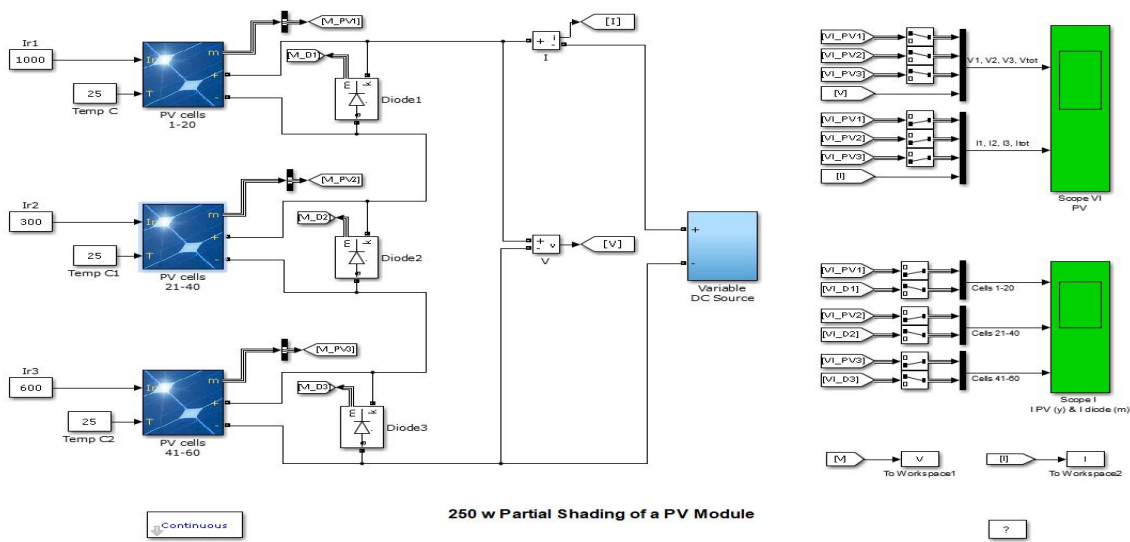 Ir1
1000
25
Temp C
Ir
T
m
+
-
PV cells
1-20
[M_PV1]
[M_D1]
m
k
a
Diode1
[I]
+
-
i
I
Ir2
300
25
Temp C1
Ir
T
m
+
-
PV cells
21-40
[M_PV2]
[M_D2]
m
k
a
Diode2
+
-
v
V
[V]
+
-
Variable
DC Source
Ir3
600
25
Temp C2
Ir
T
m
+
-
PV cells
41-60
[M_PV3]
[M_D3]
m
k
a
Diode3
[VI_PV1]
[VI_PV2]
[VI_PV3]
[V]
V1, V2, V3, Vtot
[VI_PV1]
[VI_PV2]
[VI_PV3]
[I]
I1, I2, I3, Itot
Scope VI
PV
[VI_PV1]
[VI_D1]
Cells 1-20
[VI_PV2]
[VI_D2]
Cells 21-40
[VI_PV3]
[VI_D3]
Cells 41-60
Scope I
I PV (y) & I diode (m)
[V]
V
To Workspace1
[I]
I
To Workspace2
Continuous
250 w Partial Shading of a PV Module
?